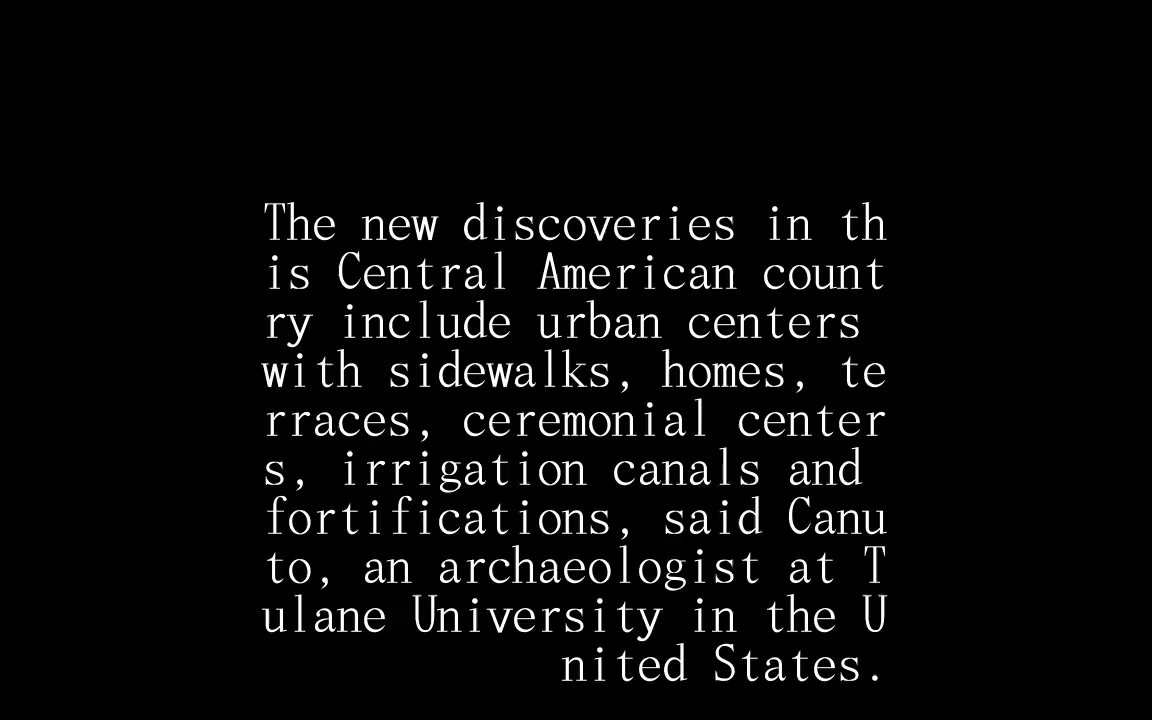 The new discoveries in th
is Central American count
ry include urban centers
with sidewalks, homes, te
rraces, ceremonial center
s, irrigation canals and
fortifications, said Canu
to, an archaeologist at T
ulane University in the U
nited States.